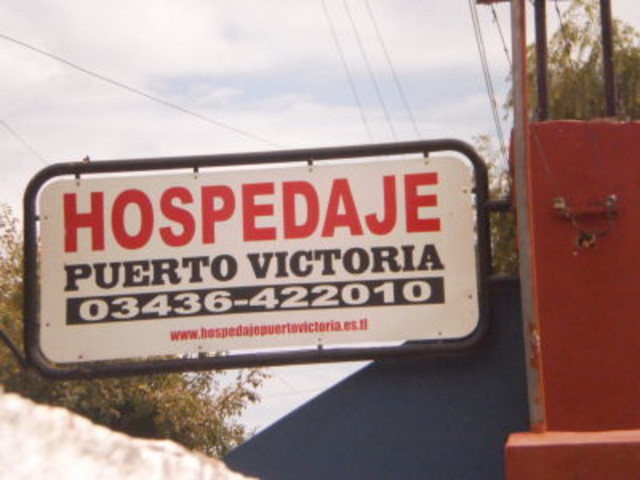 HOSPEDAJE
PUERTO VICTORIA
03436-422010
www.hospedajepuertovictoria.es.tl